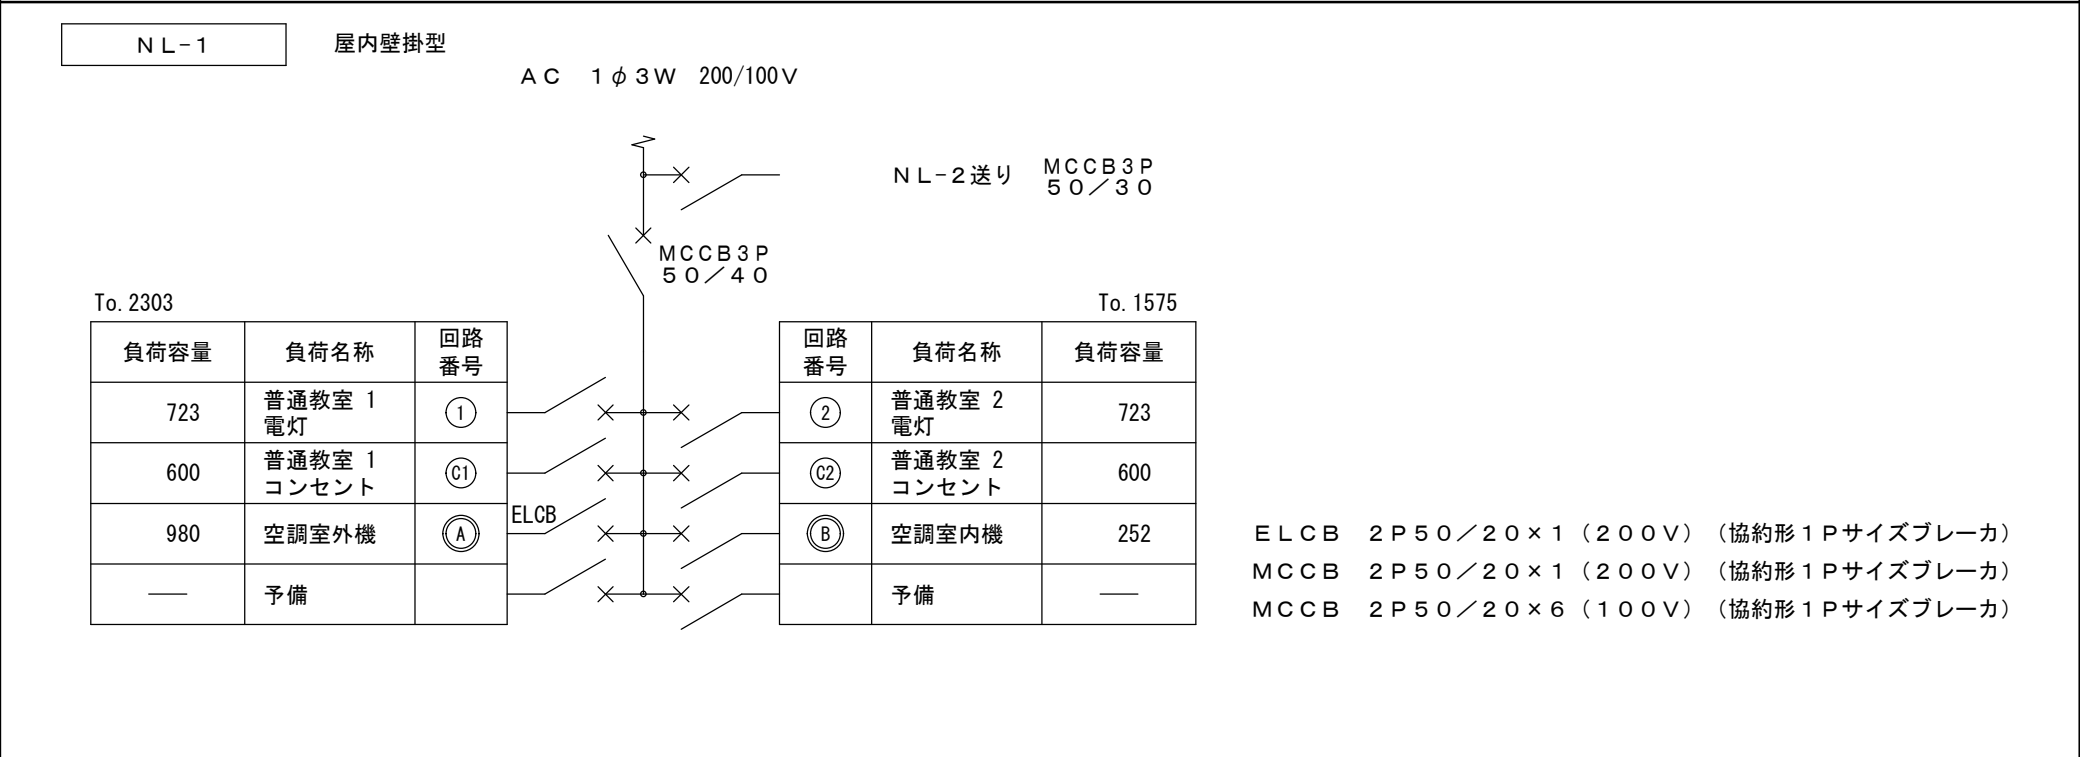 ＮＬ-１
屋内壁掛型
ＡＣ　１φ３Ｗ　200/100Ｖ
ＮＬ-２送り
ＭＣＣＢ３Ｐ
５０／３０
ＭＣＣＢ３Ｐ
５０／４０
To. 2303
負荷容量 負荷名称 回路番号
723 普通教室 1 電灯 1
600 普通教室 1 コンセント C1
980 空調室外機 A
── 予備
ELCB
To. 1575
回路番号 負荷名称 負荷容量
2 普通教室 2 電灯 723
C2 普通教室 2 コンセント 600
B 空調室内機 252
予備 ──
ＥＬＣＢ　２Ｐ５０／２０×１（２００Ｖ）（協約形１Ｐサイズブレーカ）
ＭＣＣＢ　２Ｐ５０／２０×１（２００Ｖ）（協約形１Ｐサイズブレーカ）
ＭＣＣＢ　２Ｐ５０／２０×６（１００Ｖ）（協約形１Ｐサイズブレーカ）